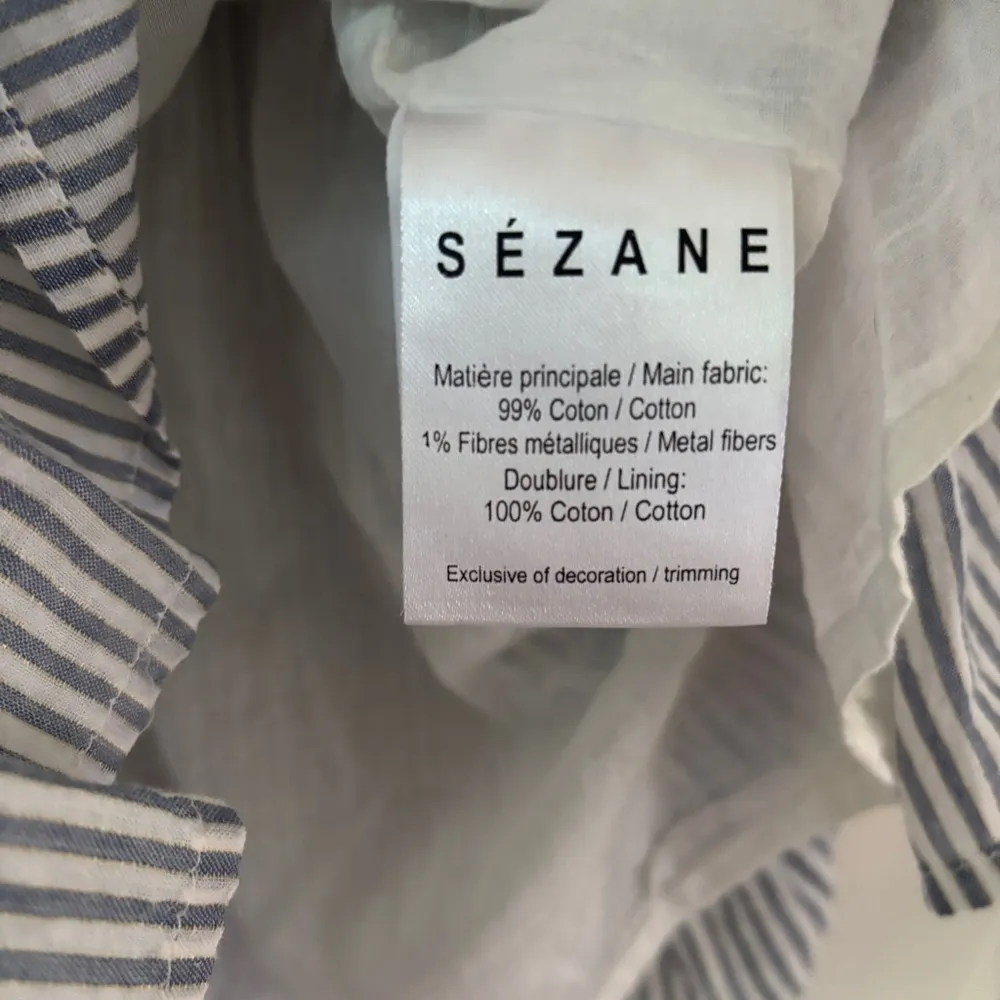 SÉZANE
Matière principale / Main fabric:
99% Coton / Cotton
1% Fibres métalliques / Metal fibers
Doublure / Lining:
100% Coton / Cotton
Exclusive of decoration / trimming